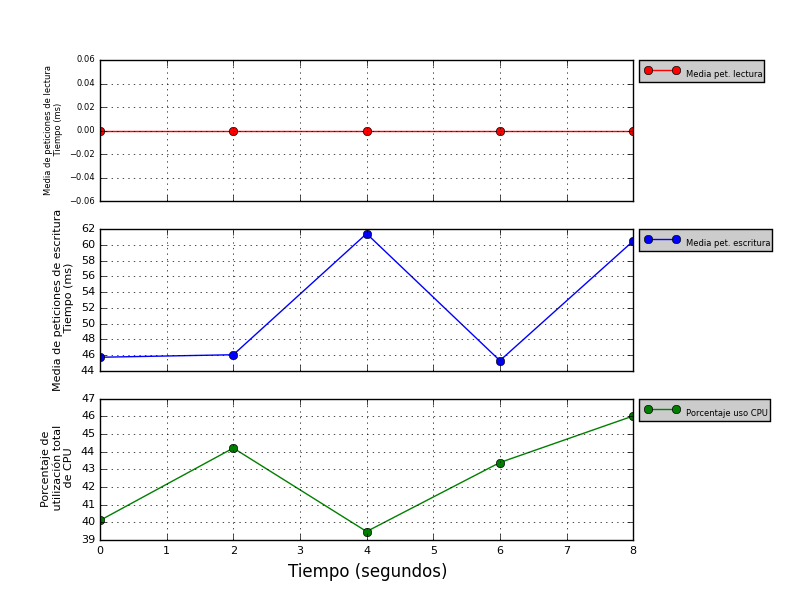 Media de peticiones de lectura
Tiempo (ms)
0.06
0.04
0.02
0.00
−0.02
−0.04
−0.06
Media pet. lectura
Media de peticiones de escritura
Tiempo (ms)
62
60
58
56
54
52
50
48
46
44
Media pet. escritura
Porcentaje de
utilización total
de CPU
47
46
45
44
43
42
41
40
39
Porcentaje uso CPU
0 1 2 3 4 5 6 7 8
Tiempo (segundos)